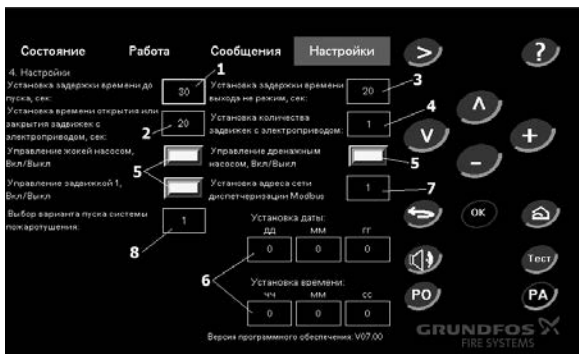 Состояние Работа Сообщения Настройки
4. Настройки
Установка задержки времени до
пуска, сек:
30
1
Установка задержки времени
выхода не режим, сек:
20
3
Установка времени открытия или
закрытия задвижек с
электроприводом, сек:
2
20
Установка количества
задвижек с электроприводом:
1
4
Управление жокей насосом,
Вкл/Выкл
5
Управление дренажным
насосом, Вкл/Выкл
5
Управление задвижкой 1,
Вкл/Выкл
Установка адреса сети
диспетчеризации Modbus
1
7
Выбор варианта пуска системы
пожаротушения:
1
8
Установка даты:
дд мм гг
0 0 0
6
Установка времени:
чч мм сс
0 0 0
Версия программного обеспечения: V07.00
> ?
Λ
V +
-
OK
Тест
PO PA
GRUNDFOS
FIRE SYSTEMS